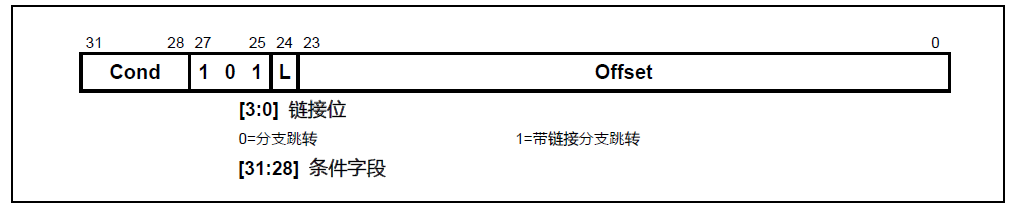 31 28 27 25 24 23 0
Cond 1 0 1 L Offset
[3:0] 链接位
0=分支跳转 1=带链接分支跳转
[31:28] 条件字段